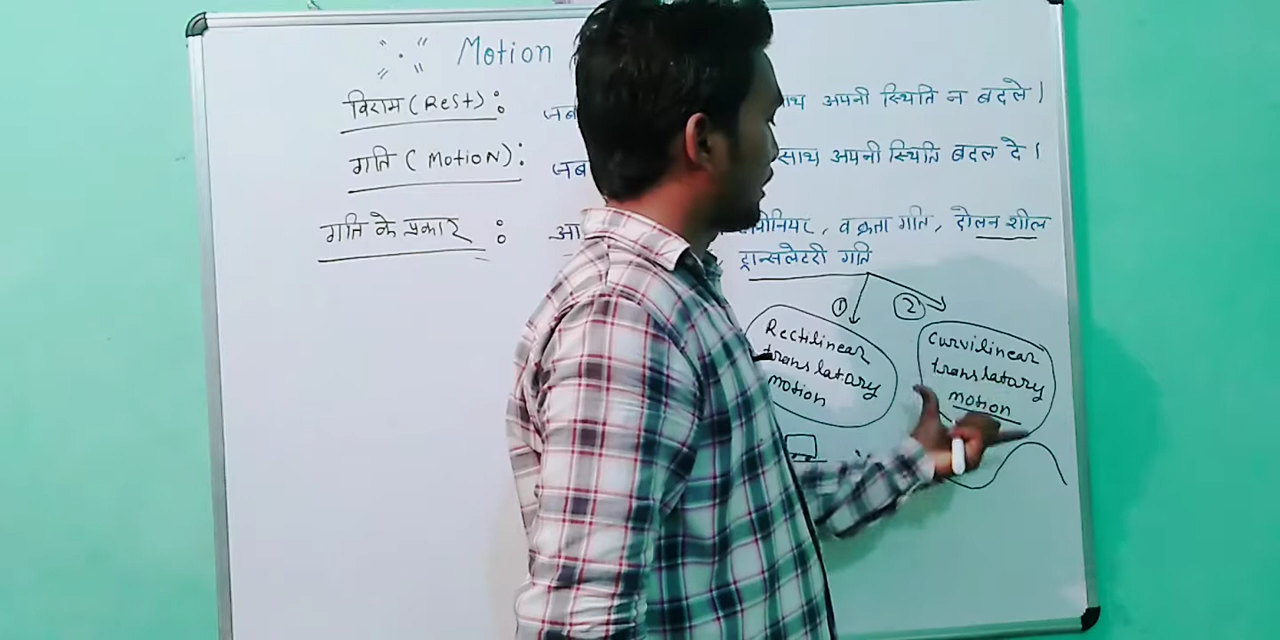 Motion
विराम (ReSt) : जब साथ अपनी स्थिति न बदले।
गति (MotioN) : जब साथ अपनी स्थिति बदल दे।
गति के प्रकार : वक्रता गति, दोलन शील
ट्रान्सलेटरी गति
① ②
Rectilinear
translatary
motion
Curvilinear
translatary
motion